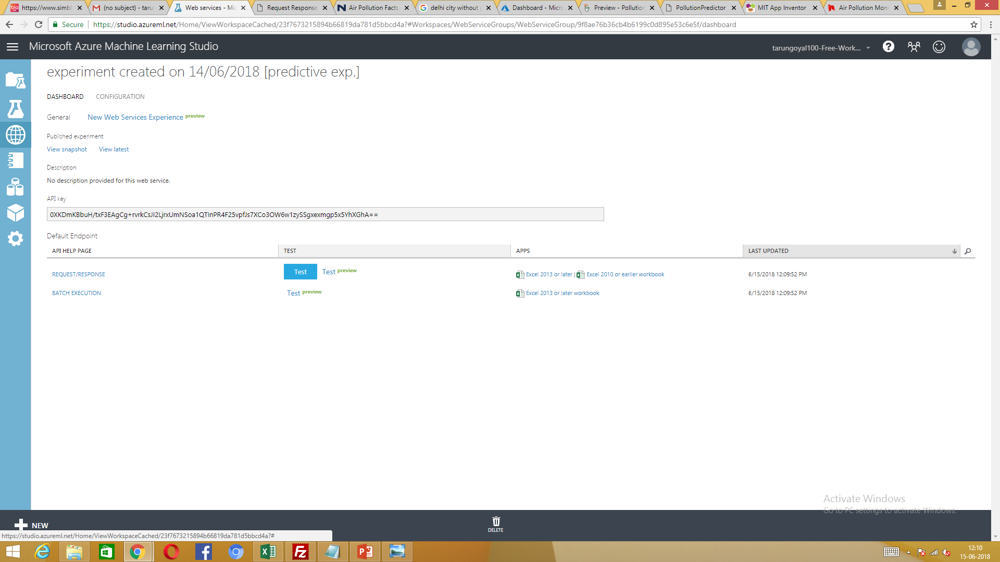 https://www.simbl
(no subject) - taru
Web services - Mic
Request Response
Air Pollution Facts,
delhi city without p
Dashboard - Micro
Preview - Pollution
PollutionPredictor
MIT App Inventor
Air Pollution Moni
Secure
https://studio.azureml.net/Home/ViewWorkspaceCached/23f7673215894b66819da781d5bbcd4a?#Workspaces/WebServiceGroups/WebServiceGroup/9f8ae76b36cb4b6199c0d895e53c6e5f/dashboard
Microsoft Azure Machine Learning Studio
tarungoyal100-Free-Work...
experiment created on 14/06/2018 [predictive exp.]
DASHBOARD CONFIGURATION
General New Web Services Experience preview
Published experiment
View snapshot View latest
Description
No description provided for this web service.
API key
0XKDmKBbuH/txF3EAgCg+rvrkCsJI2LjrxUmNSoa1QTInPR4F25vpfJs7XCo3OW6w1zySSgxexmgp5x5YhXGhA==
Default Endpoint
API HELP PAGE TEST APPS LAST UPDATED
REQUEST/RESPONSE Test Test preview Excel 2013 or later | Excel 2010 or earlier workbook 6/15/2018 12:09:52 PM
BATCH EXECUTION Test preview Excel 2013 or later workbook 6/15/2018 12:09:52 PM
Activate Windows
Go to PC settings to activate Windows.
NEW
DELETE
https://studio.azureml.net/Home/ViewWorkspaceCached/23f7673215894b66819da781d5bbcd4a?#
12:10
15-06-2018